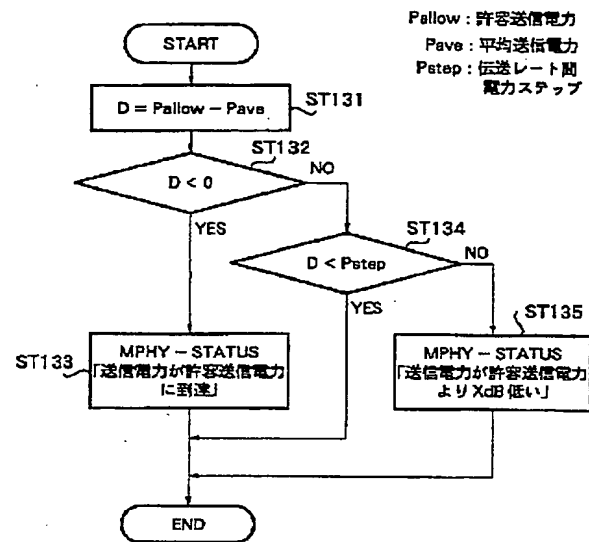 Pallow : 許容送信電力
Pave : 平均送信電力
Pstep : 伝送レート間
電力ステップ
START
D = Pallow − Pave
ST131
ST132
D < 0
NO
YES
ST134
D < Pstep
NO
YES
ST133
MPHY − STATUS
「送信電力が許容送信電力
に到達」
ST135
MPHY − STATUS
「送信電力が許容送信電力
より XdB 低い」
END